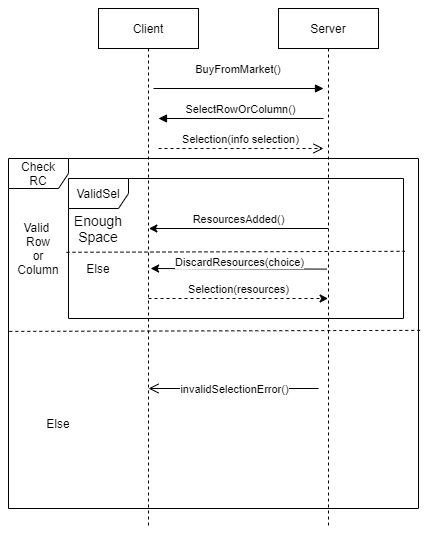 Client
Server
BuyFromMarket()
SelectRowOrColumn()
Selection(info selection)
Check
RC
ValidSel
Valid
Row
or
Column
Enough
Space
ResourcesAdded()
Else
DiscardResources(choice)
Selection(resources)
invalidSelectionError()
Else